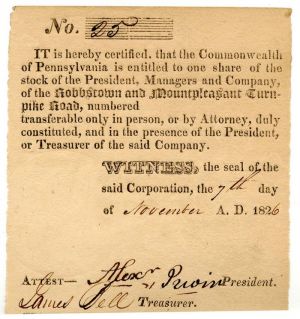 No. 25
IT is hereby certified, that the Commonwealth
of Pennsylvania is entitled to one share of the
stock of the President, Managers and Company,
of the Robbstown and Mountpleasant Turn-
pike Road, numbered
transferable only in person, or by Attorney, duly
constituted, and in the presence of the President,
or Treasurer of the said Company.
WITNESS, the seal of the
said Corporation, the 7th day
of November A. D. 1826
ATTEST— Alexr. President.
James Bell Treasurer.